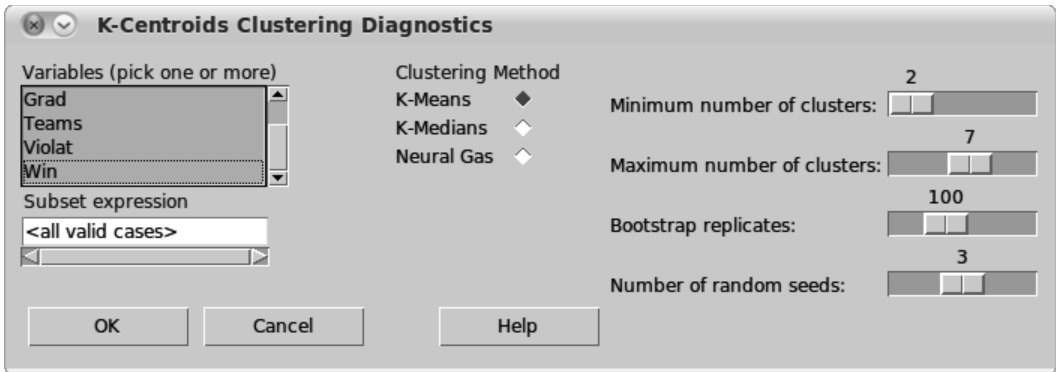 K-Centroids Clustering Diagnostics
Variables (pick one or more)
Grad
Teams
Violat
Win
Subset expression
<all valid cases>
Clustering Method
K-Means
K-Medians
Neural Gas
2
Minimum number of clusters:
7
Maximum number of clusters:
100
Bootstrap replicates:
3
Number of random seeds:
OK
Cancel
Help